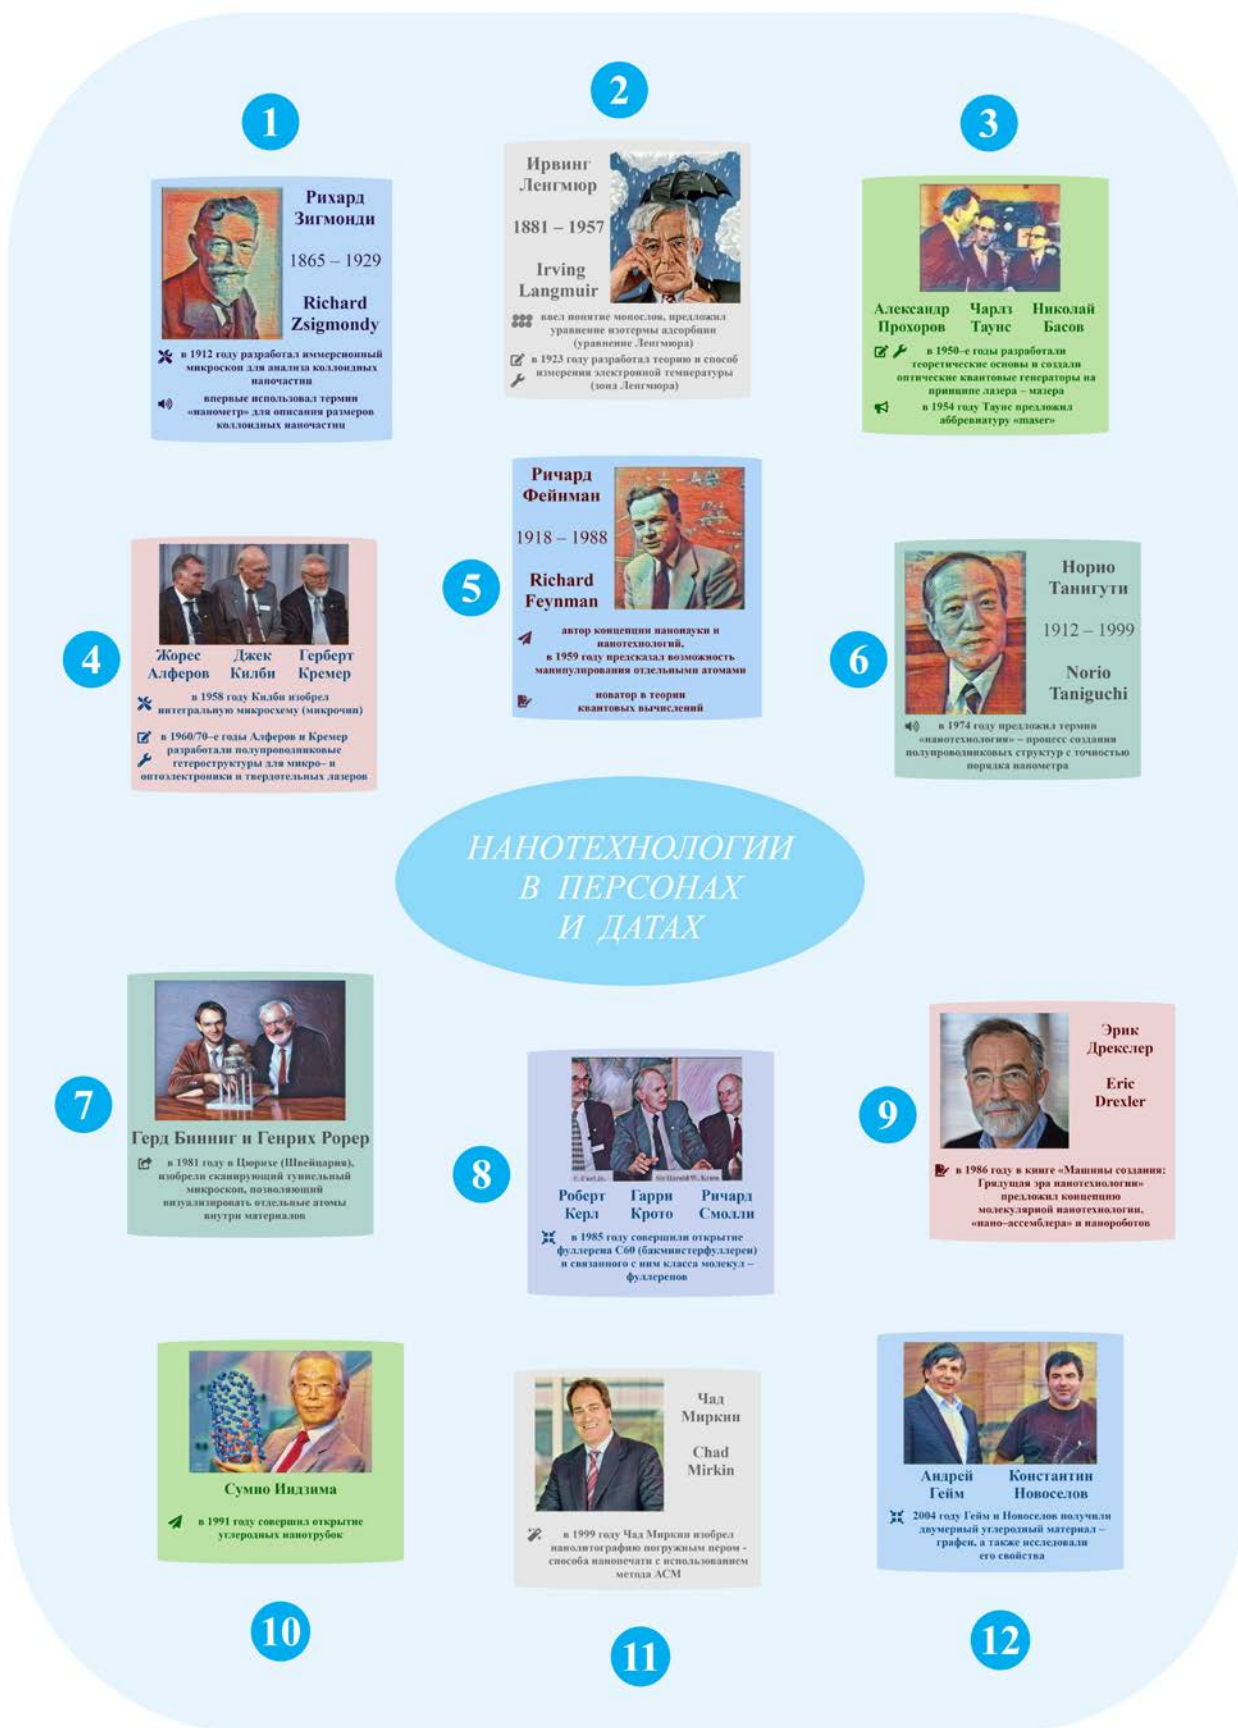 1
Рихард
Зигмонди
1865 – 1929
Richard
Zsigmondy
в 1912 году разработал иммерсионный
микроскоп для анализа коллоидных
наночастиц
впервые использовал термин
«нанометр» для описания размеров
коллоидных наночастиц
2
Ирвинг
Ленгмюр
1881 – 1957
Irving
Langmuir
ввел понятие монослоя, предложил
уравнение изотермы адсорбции
(уравнение Ленгмюра)
в 1923 году разработал теорию и способ
измерения электронной температуры
(зонд Ленгмюра)
3
Александр
Прохоров
Чарлз
Таунс
Николай
Басов
в 1950–е годы разработали
теоретические основы и создали
оптические квантовые генераторы на
принципе лазера – мазера
в 1954 году Таунс предложил
аббревиатуру «maser»
4
Жорес
Алферов
Джек
Килби
Герберт
Кремер
в 1958 году Килби изобрел
интегральную микросхему (микрочип)
в 1960/70–е годы Алферов и Кремер
разработали полупроводниковые
гетероструктуры для микро– и
оптоэлектроники и твердотельных лазеров
5
Ричард
Фейнман
1918 – 1988
Richard
Feynman
автор концепции нанонауки и
нанотехнологий,
в 1959 году предсказал возможность
манипулирования отдельными атомами
новатор в теории
квантовых вычислений
6
Норио
Танигути
1912 – 1999
Norio
Taniguchi
в 1974 году предложил термин
«нанотехнология» – процесс создания
полупроводниковых структур с точностью
порядка нанометра
НАНОТЕХНОЛОГИИ
В ПЕРСОНАХ
И ДАТАХ
7
Герд Бинниг и Генрих Рорер
в 1981 году в Цюрихе (Швейцария),
изобрели сканирующий туннельный
микроскоп, позволяющий
визуализировать отдельные атомы
внутри материалов
8
Роберт
Керл
Гарри
Крото
Ричард
Смолли
в 1985 году совершили открытие
фуллерена C60 (бакминстерфуллерен)
и связанного с ним класса молекул –
фуллеренов
9
Эрик
Дрекслер
Eric
Drexler
в 1986 году в книге «Машины создания:
Грядущая эра нанотехнологии»
предложил концепцию
молекулярной нанотехнологии,
«нано–ассемблера» и нанороботов
10
Сумио Индзима
в 1991 году совершил открытие
углеродных нанотрубок
11
Чад
Миркин
Chad
Mirkin
в 1999 году Чад Миркин изобрел
нанолитографию погружным пером -
способа нанопечати с использованием
метода АСМ
12
Андрей
Гейм
Константин
Новоселов
2004 году Гейм и Новоселов получили
двумерный углеродный материал –
графен, а также исследовали
его свойства